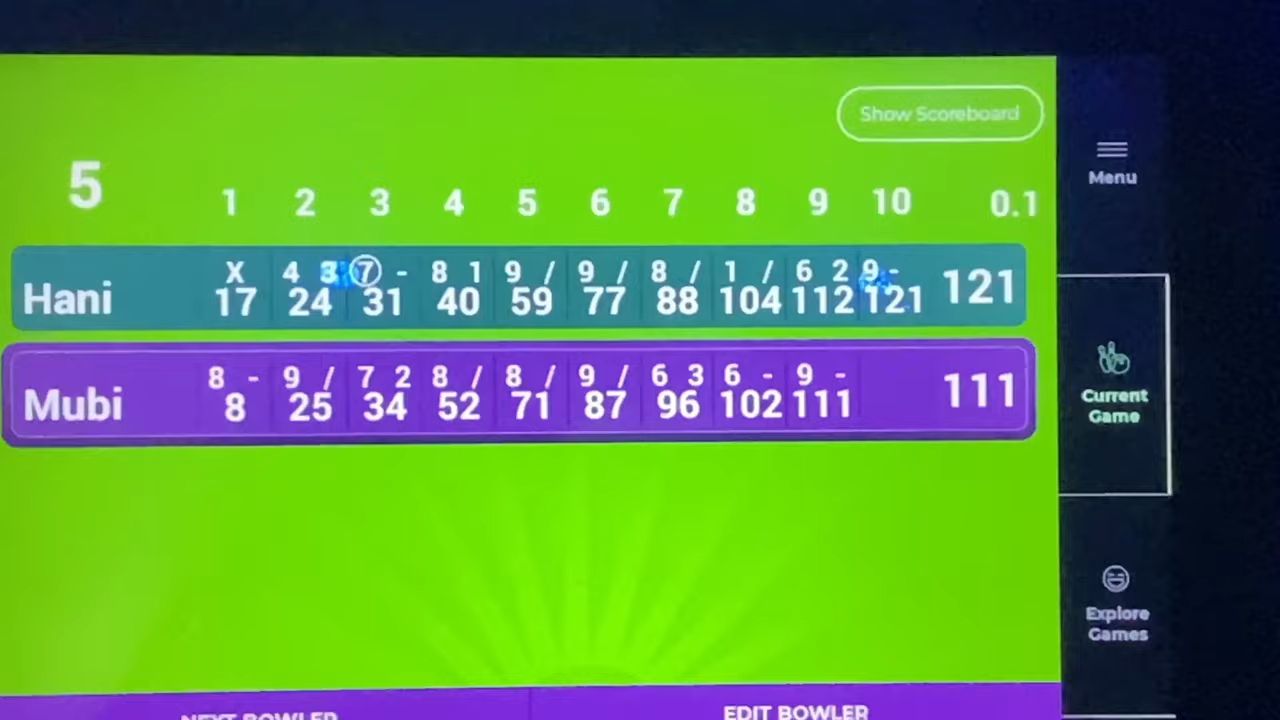 Show Scoreboard
5 1 2 3 4 5 6 7 8 9 10 0.1
Menu
X 4 3 7 - 8 1 9 / 9 / 8 / 1 / 6 2 9 -
Hani 17 24 31 40 59 77 88 104 112 121 121
8 - 9 / 7 2 8 / 8 / 9 / 6 3 6 - 9 -
Mubi 8 25 34 52 71 87 96 102 111 111
Current
Game
Explore
Games
NEXT BOWLER EDIT BOWLER